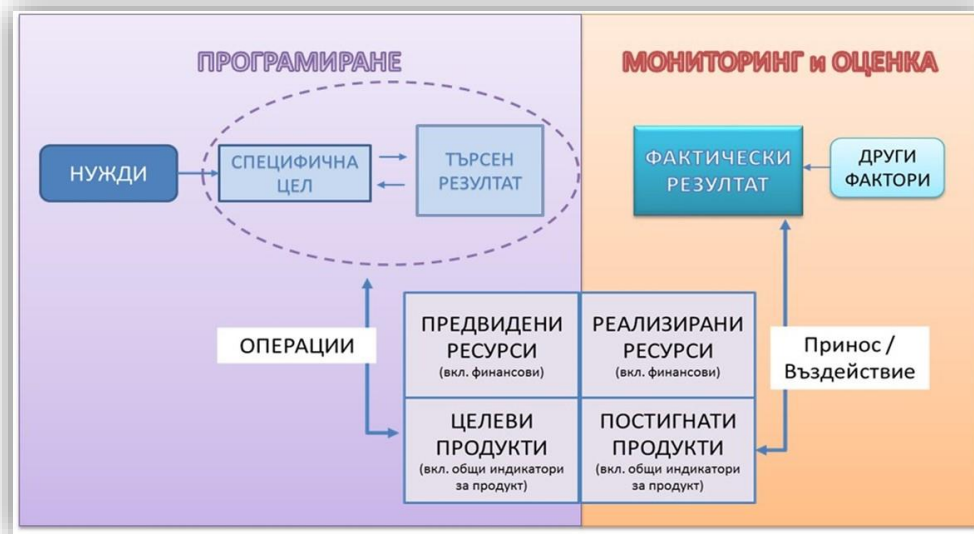 ПРОГРАМИРАНЕ
МОНИТОРИНГ и ОЦЕНКА
НУЖДИ
СПЕЦИФИЧНА
ЦЕЛ
ТЪРСЕН
РЕЗУЛТАТ
ФАКТИЧЕСКИ
РЕЗУЛТАТ
ДРУГИ
ФАКТОРИ
ОПЕРАЦИИ
ПРЕДВИДЕНИ
РЕСУРСИ
(вкл. финансови)
РЕАЛИЗИРАНИ
РЕСУРСИ
(вкл. финансови)
Принос /
Въздействие
ЦЕЛЕВИ
ПРОДУКТИ
(вкл. общи индикатори
за продукт)
ПОСТИГНАТИ
ПРОДУКТИ
(вкл. общи индикатори
за продукт)